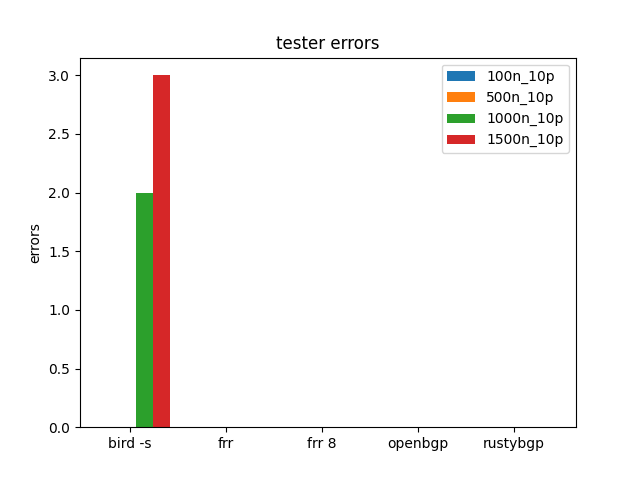 tester errors
3.0
2.5
2.0
1.5
1.0
0.5
0.0
errors
100n_10p
500n_10p
1000n_10p
1500n_10p
bird -s
frr
frr 8
openbgp
rustybgp